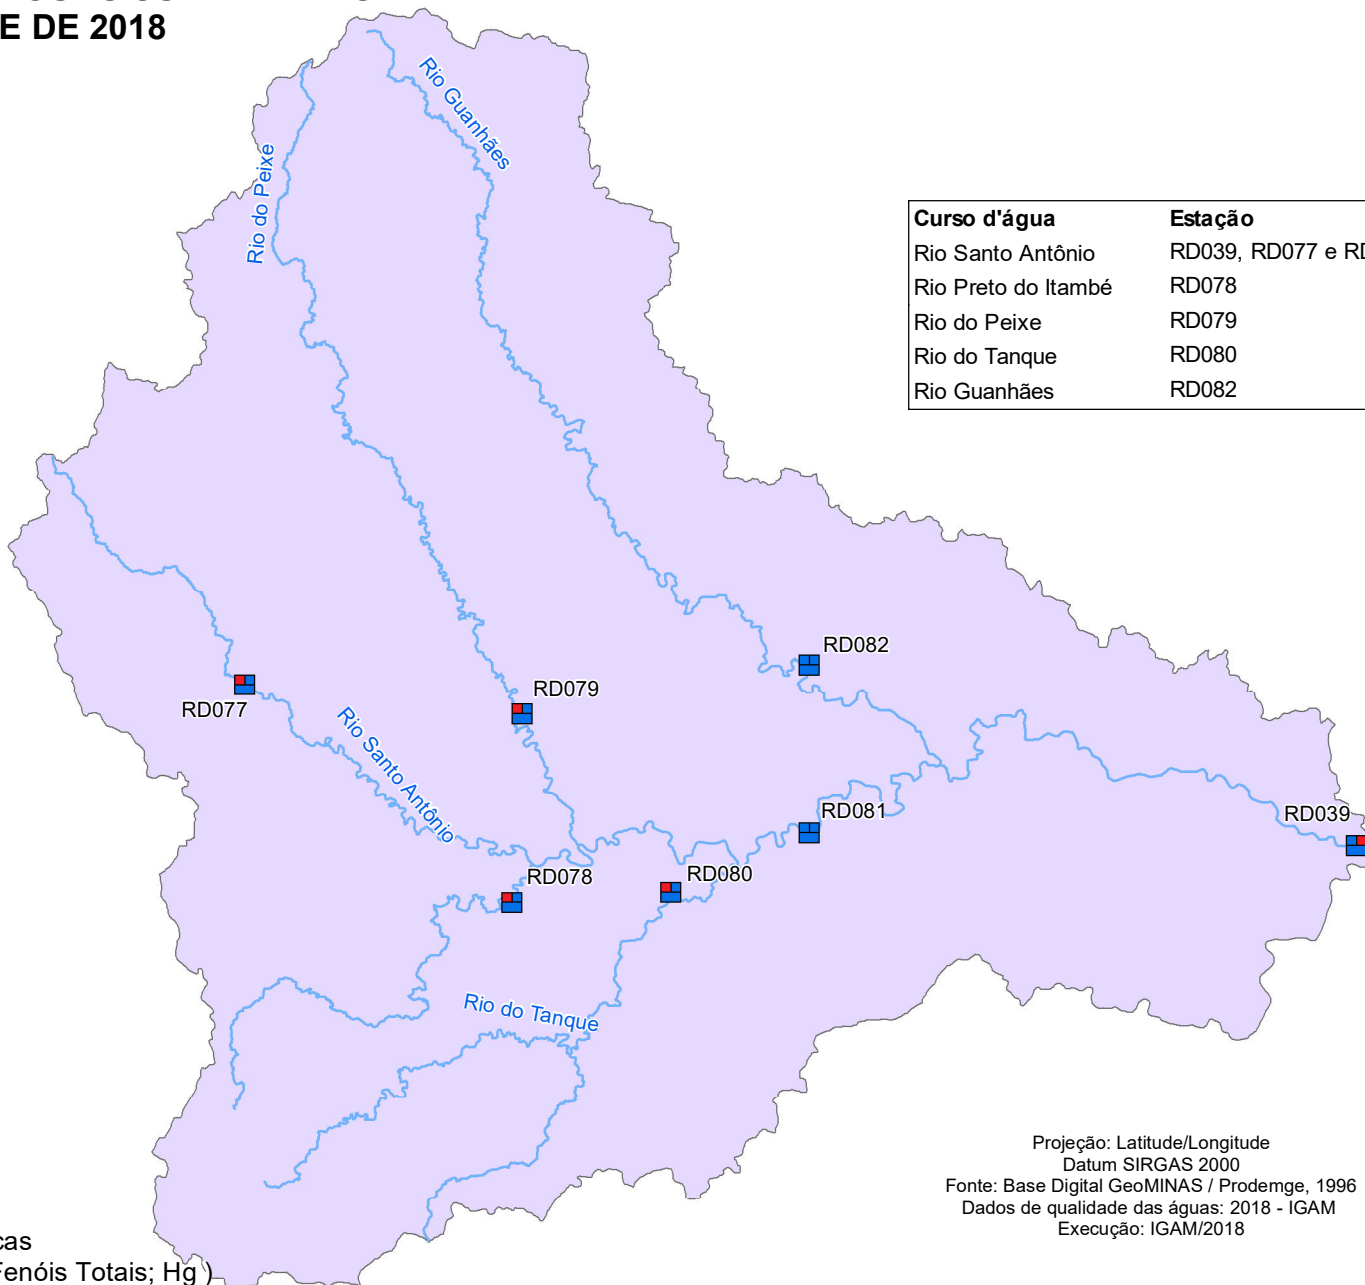 E DE 2018
Rio Guanhães
Rio do Peixe
Curso d'água Estação
Rio Santo Antônio RD039, RD077 e RD
Rio Preto do Itambé RD078
Rio do Peixe RD079
Rio do Tanque RD080
Rio Guanhães RD082
RD082
RD079
RD077
Rio Santo Antônio
RD081
RD039
RD078
RD080
Rio do Tanque
Projeção: Latitude/Longitude
Datum SIRGAS 2000
Fonte: Base Digital GeoMINAS / Prodemge, 1996
Dados de qualidade das águas: 2018 - IGAM
Execução: IGAM/2018
cas
Fenóis Totais; Hg )